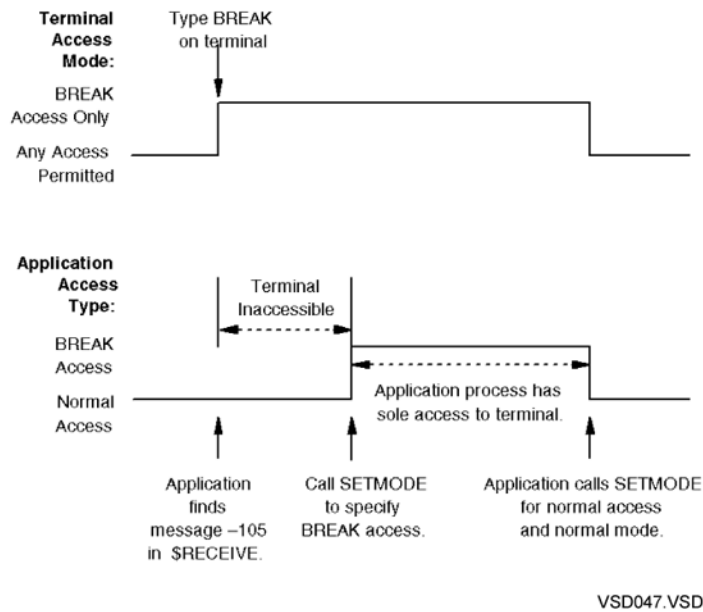 Terminal
Access
Mode:
Type BREAK
on terminal
BREAK
Access Only
Any Access
Permitted
Application
Access
Type:
Terminal
Inaccessible
BREAK
Access
Application process has
sole access to terminal.
Normal
Access
Application
finds
message –105
in $RECEIVE.
Call SETMODE
to specify
BREAK access.
Application calls SETMODE
for normal access
and normal mode.
VSD047.VSD